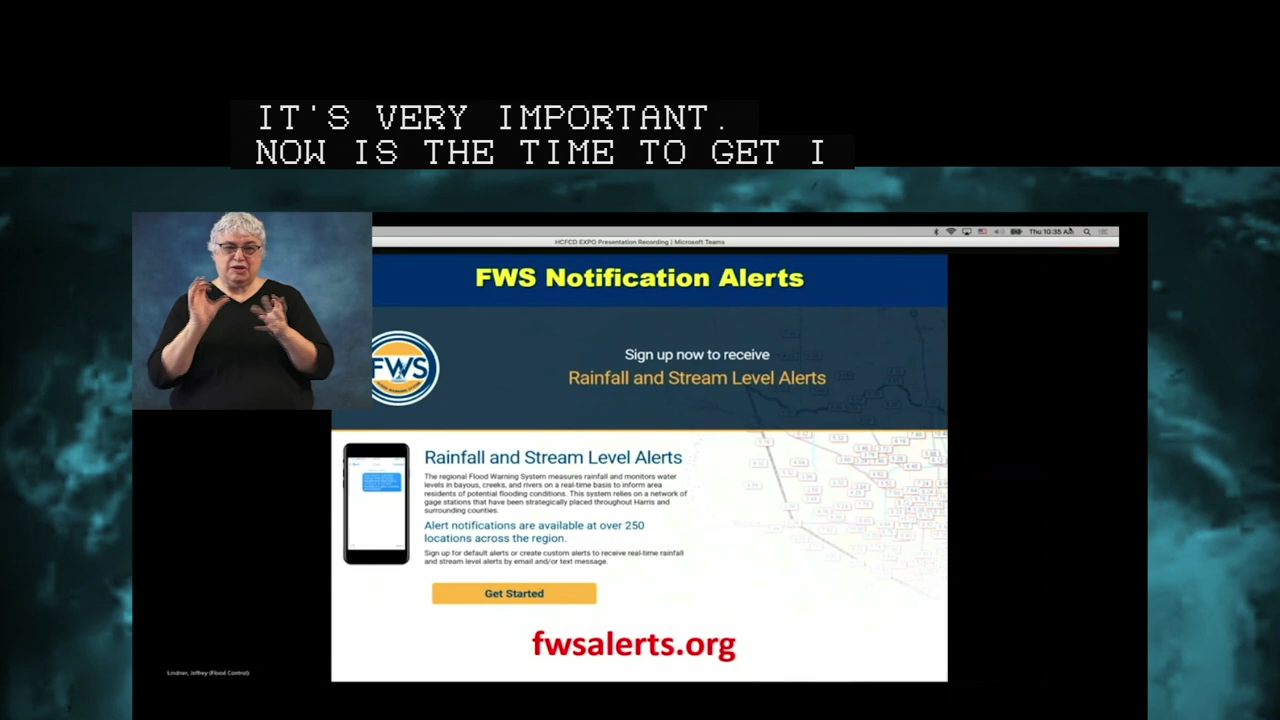 IT'S VERY IMPORTANT.
NOW IS THE TIME TO GET I
Thu 10:35 AM
HCFCD EXPO Presentation Recording | Microsoft Teams
FWS Notification Alerts
FWS
Sign up now to receive
Rainfall and Stream Level Alerts
Rainfall and Stream Level Alerts
The regional Flood Warning System measures rainfall and monitors water
levels in bayous, creeks, and rivers on a real-time basis to inform area
residents of potential flooding conditions. This system relies on a network of
gage stations that have been strategically placed throughout Harris and
surrounding counties.
Alert notifications are available at over 250
locations across the region.
Sign up for default alerts or create custom alerts to receive real-time rainfall
and stream level alerts by email and/or text message.
Get Started
fwsalerts.org
Lindner, Jeffrey (Flood Control)